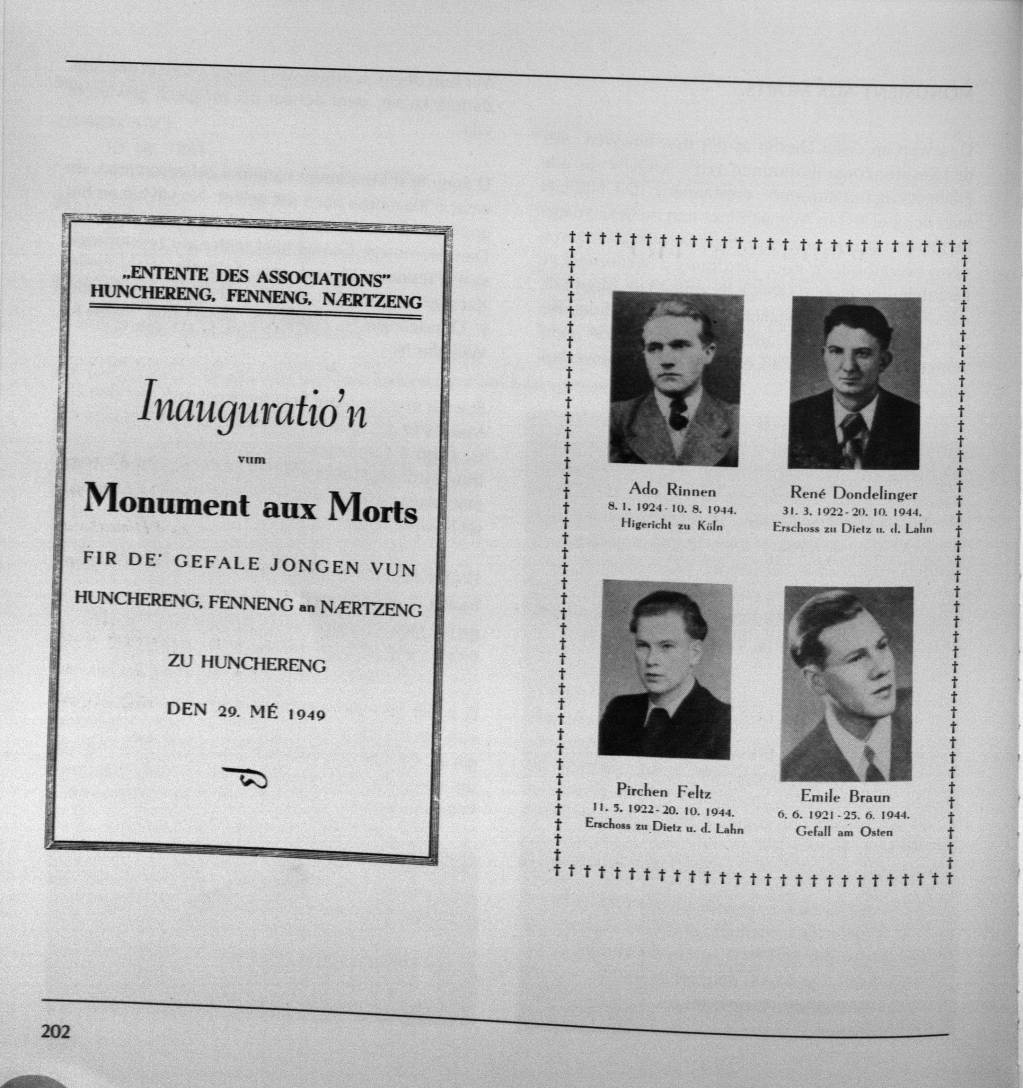 „ENTENTE DES ASSOCIATIONS”
HUNCHERENG, FENNENG, NÆRTZENG
Inauguratio'n
vum
Monument aux Morts
FIR DE' GEFALE JONGEN VUN
HUNCHERENG, FENNENG an NÆRTZENG
ZU HUNCHERENG
DEN 29. MÉ 1949
Ado Rinnen
8. 1. 1924 - 10. 8. 1944.
Higericht zu Köln
René Dondelinger
31. 3. 1922 - 20. 10. 1944.
Erschoss zu Dietz u. d. Lahn
Pirchen Feltz
11. 5. 1922 - 20. 10. 1944.
Erschoss zu Dietz u. d. Lahn
Emile Braun
6. 6. 1921 - 25. 6. 1944.
Gefall am Osten
202